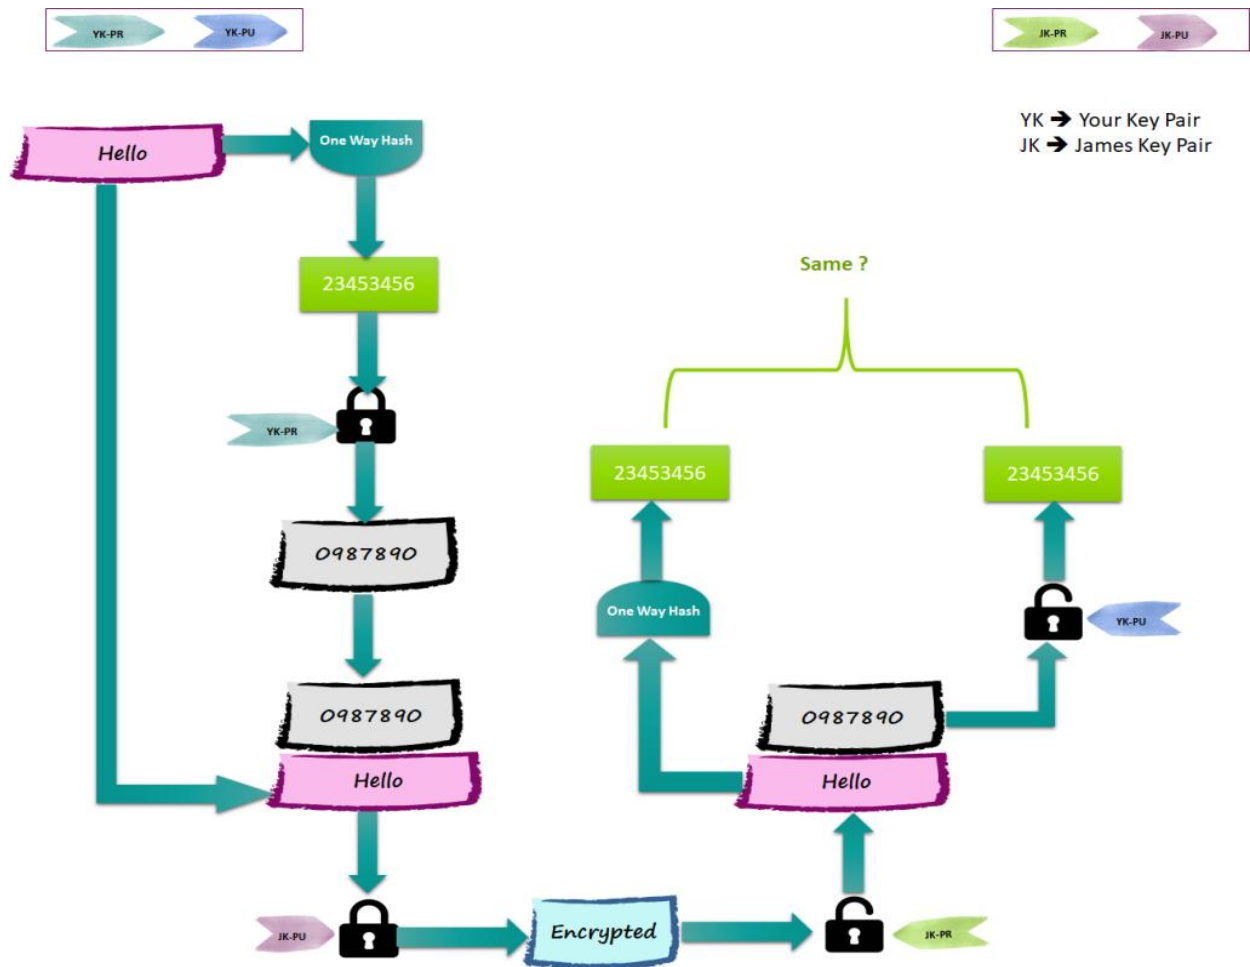 YK-PR
YK-PU
JK-PR
JK-PU
YK ➔ Your Key Pair
JK ➔ James Key Pair
Hello
One Way Hash
23453456
YK-PR
0987890
0987890
Hello
JK-PU
Encrypted
JK-PR
0987890
Hello
One Way Hash
YK-PU
23453456
23453456
Same ?